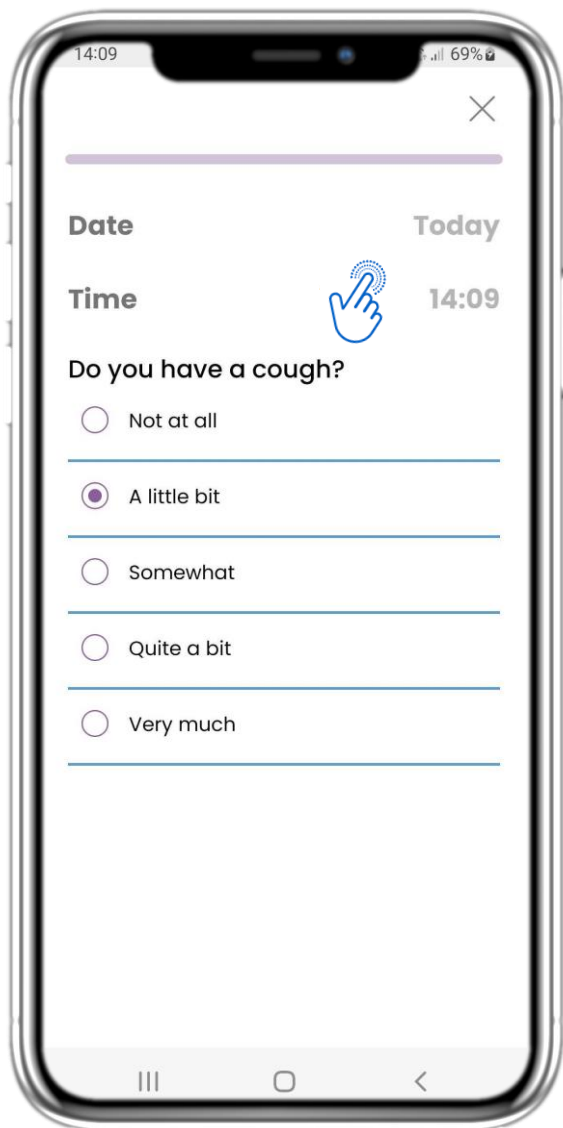 14:09 69%
Date Today
Time 14:09
Do you have a cough?
Not at all
A little bit
Somewhat
Quite a bit
Very much